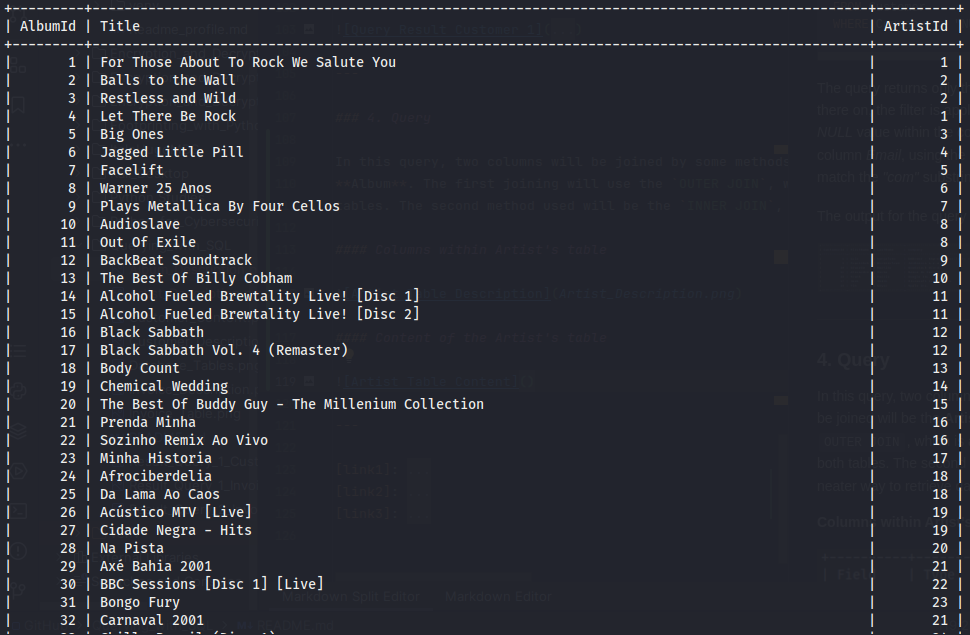 +----------+-------------------------------------------------------------------------------------------------+----------+
| AlbumId | Title | ArtistId |
+----------+-------------------------------------------------------------------------------------------------+----------+
| 1 | For Those About To Rock We Salute You | 1 |
| 2 | Balls to the Wall | 2 |
| 3 | Restless and Wild | 2 |
| 4 | Let There Be Rock | 1 |
| 5 | Big Ones | 3 |
| 6 | Jagged Little Pill | 4 |
| 7 | Facelift | 5 |
| 8 | Warner 25 Anos | 6 |
| 9 | Plays Metallica By Four Cellos | 7 |
| 10 | Audioslave | 8 |
| 11 | Out Of Exile | 8 |
| 12 | BackBeat Soundtrack | 9 |
| 13 | The Best Of Billy Cobham | 10 |
| 14 | Alcohol Fueled Brewtality Live! [Disc 1] | 11 |
| 15 | Alcohol Fueled Brewtality Live! [Disc 2] | 11 |
| 16 | Black Sabbath | 12 |
| 17 | Black Sabbath Vol. 4 (Remaster) | 12 |
| 18 | Body Count | 13 |
| 19 | Chemical Wedding | 14 |
| 20 | The Best Of Buddy Guy - The Millenium Collection | 15 |
| 21 | Prenda Minha | 16 |
| 22 | Sozinho Remix Ao Vivo | 16 |
| 23 | Minha Historia | 17 |
| 24 | Afrociberdelia | 18 |
| 25 | Da Lama Ao Caos | 18 |
| 26 | Acústico MTV [Live] | 19 |
| 27 | Cidade Negra - Hits | 19 |
| 28 | Na Pista | 20 |
| 29 | Axé Bahia 2001 | 21 |
| 30 | BBC Sessions [Disc 1] [Live] | 22 |
| 31 | Bongo Fury | 23 |
| 32 | Carnaval 2001 | 21 |